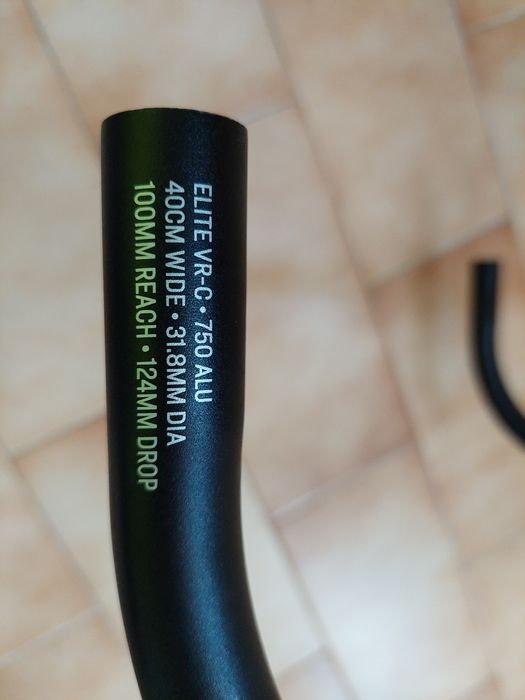 ELITE VR-C • 750 ALU
40CM WIDE • 31.8MM DIA
100MM REACH • 124MM DROP